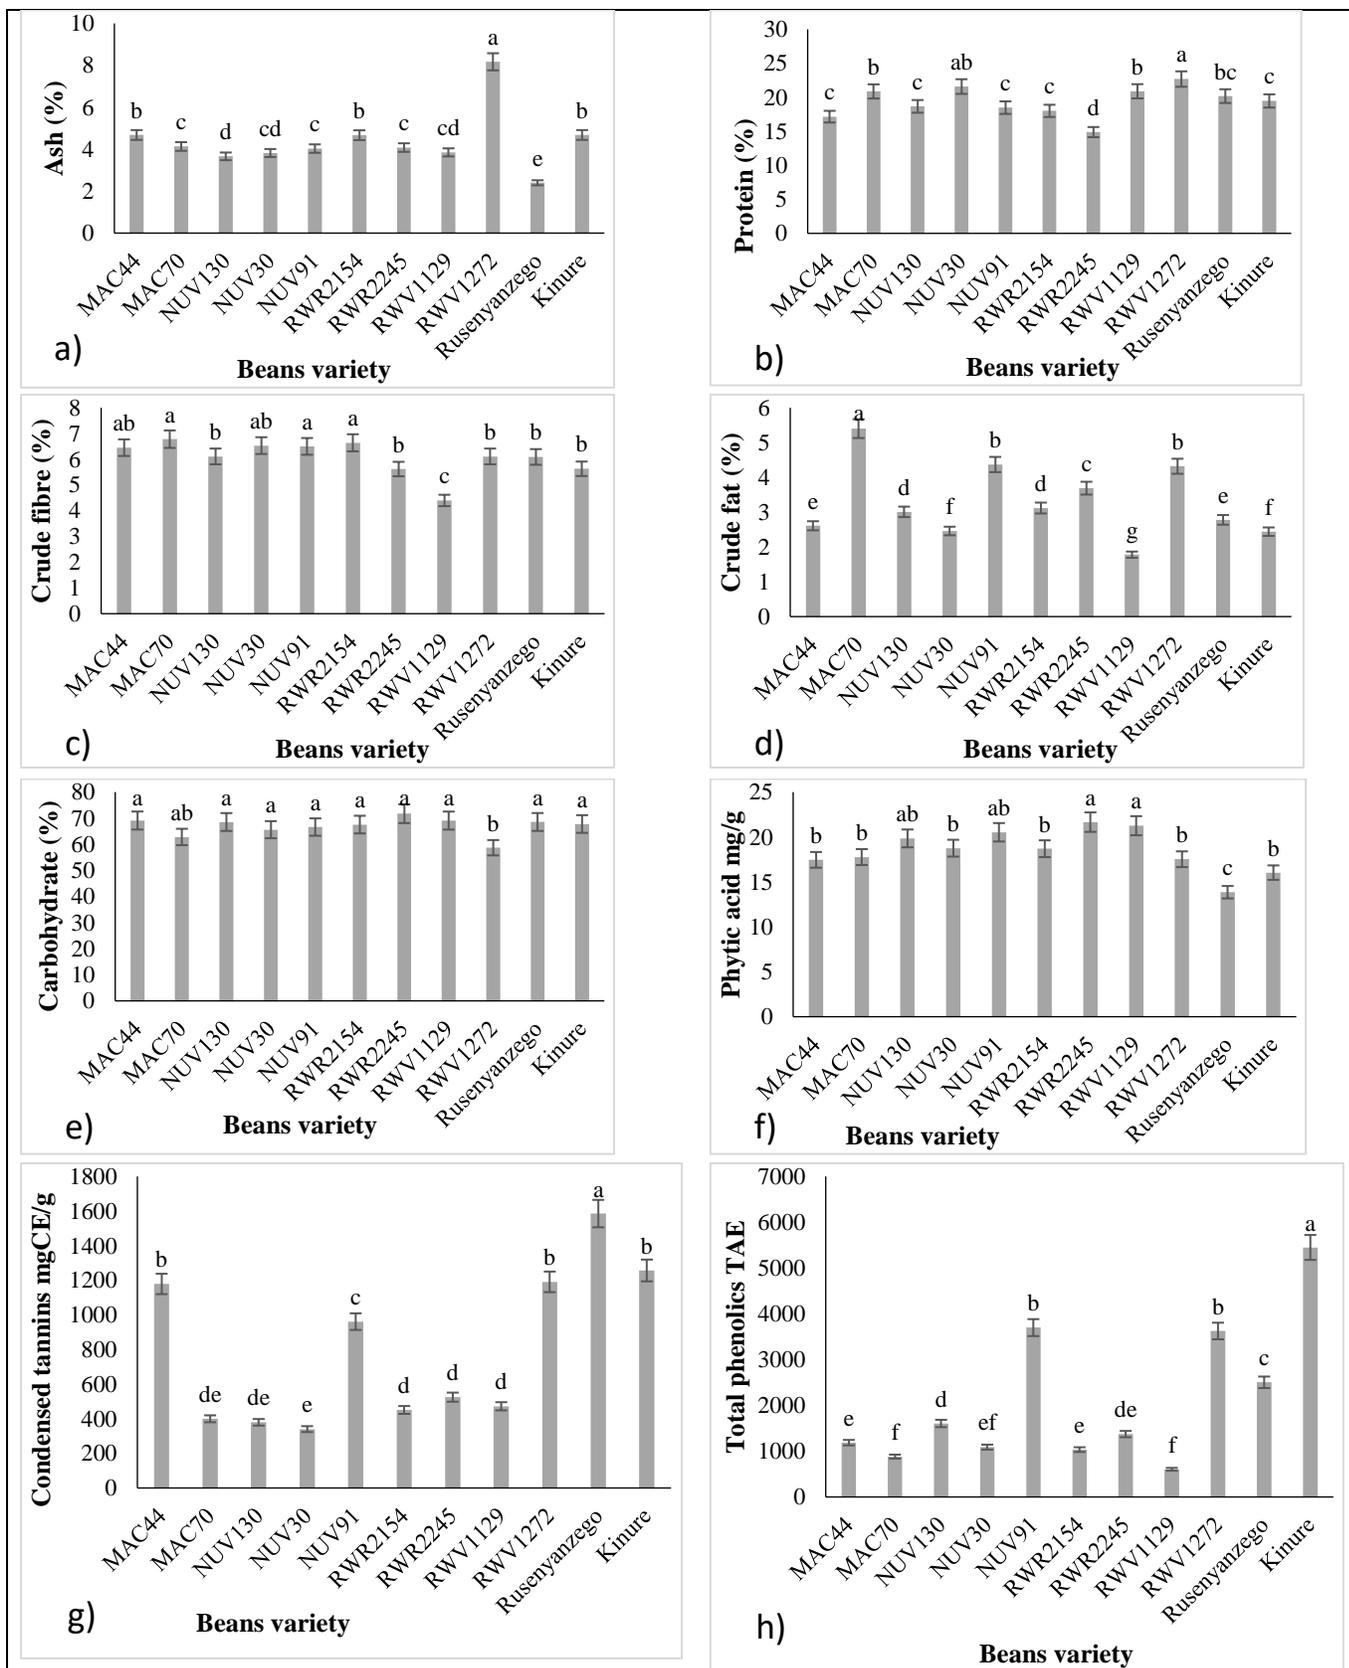 Ash (%)
10
8
6
4
2
0
b c d cd c b c cd a e b
MAC44 MAC70 NUV130 NUV30 NUV91 RWR2154 RWR2245 RWV1129 RWV1272 Rusenyanzego Kinure
a)
Beans variety
Protein (%)
30
25
20
15
10
5
0
c b c ab c c d b a bc c
MAC44 MAC70 NUV130 NUV30 NUV91 RWR2154 RWR2245 RWV1129 RWV1272 Rusenyanzego Kinure
b)
Beans variety
Crude fibre (%)
8
7
6
5
4
3
2
1
0
ab a b ab a a b c b b b
MAC44 MAC70 NUV130 NUV30 NUV91 RWR2154 RWR2245 RWV1129 RWV1272 Rusenyanzego Kinure
c)
Beans variety
Crude fat (%)
6
5
4
3
2
1
0
e a d f b d c g b e f
MAC44 MAC70 NUV130 NUV30 NUV91 RWR2154 RWR2245 RWV1129 RWV1272 Rusenyanzego Kinure
d)
Beans variety
Carbohydrate (%)
80
70
60
50
40
30
20
10
0
a ab a a a a a a b a a
MAC44 MAC70 NUV130 NUV30 NUV91 RWR2154 RWR2245 RWV1129 RWV1272 Rusenyanzego Kinure
e)
Beans variety
Phytic acid mg/g
25
20
15
10
5
0
b b ab b ab b a a b c b
MAC44 MAC70 NUV130 NUV30 NUV91 RWR2154 RWR2245 RWV1129 RWV1272 Rusenyanzego Kinure
f)
Beans variety
Condensed tannins mgCE/g
1800
1600
1400
1200
1000
800
600
400
200
0
b de de e c d d d b a b
MAC44 MAC70 NUV130 NUV30 NUV91 RWR2154 RWR2245 RWV1129 RWV1272 Rusenyanzego Kinure
g)
Beans variety
Total phenolics TAE
7000
6000
5000
4000
3000
2000
1000
0
e f d ef b e de f b c a
MAC44 MAC70 NUV130 NUV30 NUV91 RWR2154 RWR2245 RWV1129 RWV1272 Rusenyanzego Kinure
h)
Beans variety